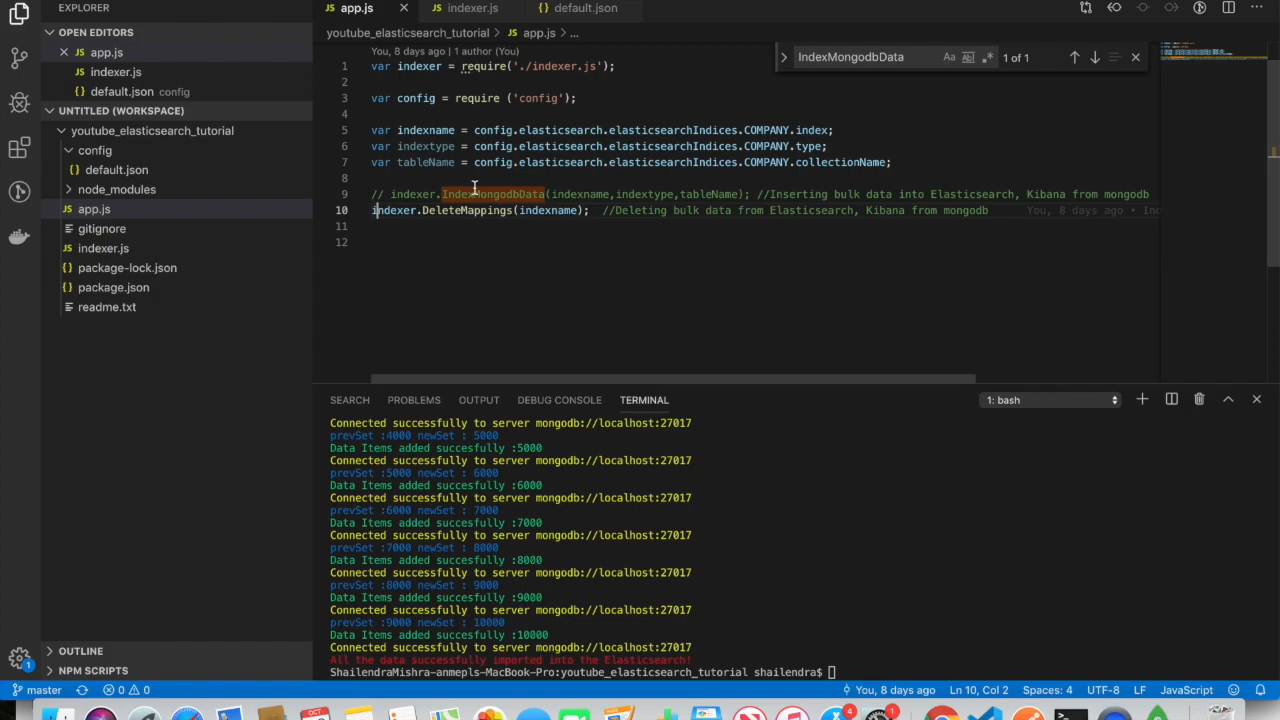 EXPLORER
OPEN EDITORS
app.js
indexer.js
default.json config
UNTITLED (WORKSPACE)
youtube_elasticsearch_tutorial
config
default.json
node_modules
app.js
gitignore
indexer.js
package-lock.json
package.json
readme.txt
OUTLINE
NPM SCRIPTS
app.js indexer.js default.json
youtube_elasticsearch_tutorial > app.js > ...
IndexMongodbData Aa Abl 1 of 1
You, 8 days ago | 1 author (You)
1 var indexer = require('./indexer.js');
2
3 var config = require ('config');
4
5 var indexname = config.elasticsearch.elasticsearchIndices.COMPANY.index;
6 var indextype = config.elasticsearch.elasticsearchIndices.COMPANY.type;
7 var tableName = config.elasticsearch.elasticsearchIndices.COMPANY.collectionName;
8
9 // indexer.IndexMongodbData(indexname,indextype,tableName); //Inserting bulk data into Elasticsearch, Kibana from mongodb
10 indexer.DeleteMappings(indexname); //Deleting bulk data from Elasticsearch, Kibana from mongodb You, 8 days ago • In
11
12
SEARCH PROBLEMS OUTPUT DEBUG CONSOLE TERMINAL 1: bash
Connected successfully to server mongodb://localhost:27017
prevSet :4000 newSet : 5000
Data Items added succesfully :5000
Connected successfully to server mongodb://localhost:27017
prevSet :5000 newSet : 6000
Data Items added succesfully :6000
Connected successfully to server mongodb://localhost:27017
prevSet :6000 newSet : 7000
Data Items added succesfully :7000
Connected successfully to server mongodb://localhost:27017
prevSet :7000 newSet : 8000
Data Items added succesfully :8000
Connected successfully to server mongodb://localhost:27017
prevSet :8000 newSet : 9000
Data Items added succesfully :9000
Connected successfully to server mongodb://localhost:27017
prevSet :9000 newSet : 10000
Data Items added succesfully :10000
Connected successfully to server mongodb://localhost:27017
All the data successfully imported into the Elasticsearch!
ShailendraMishra-anmepls-MacBook-Pro:youtube_elasticsearch_tutorial shailendra$
1
master 0 0 You, 8 days ago Ln 10, Col 2 Spaces: 4 UTF-8 LF JavaScript
OCT 4 1